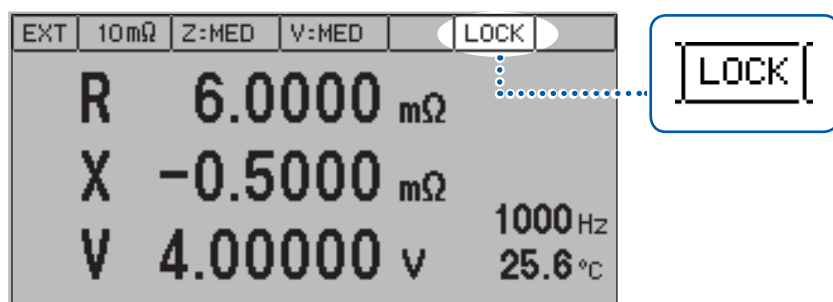 EXT 10mΩ Z:MED V:MED LOCK
LOCK
R 6.0000 mΩ
X -0.5000 mΩ
V 4.00000 V
1000 Hz
25.6 °C